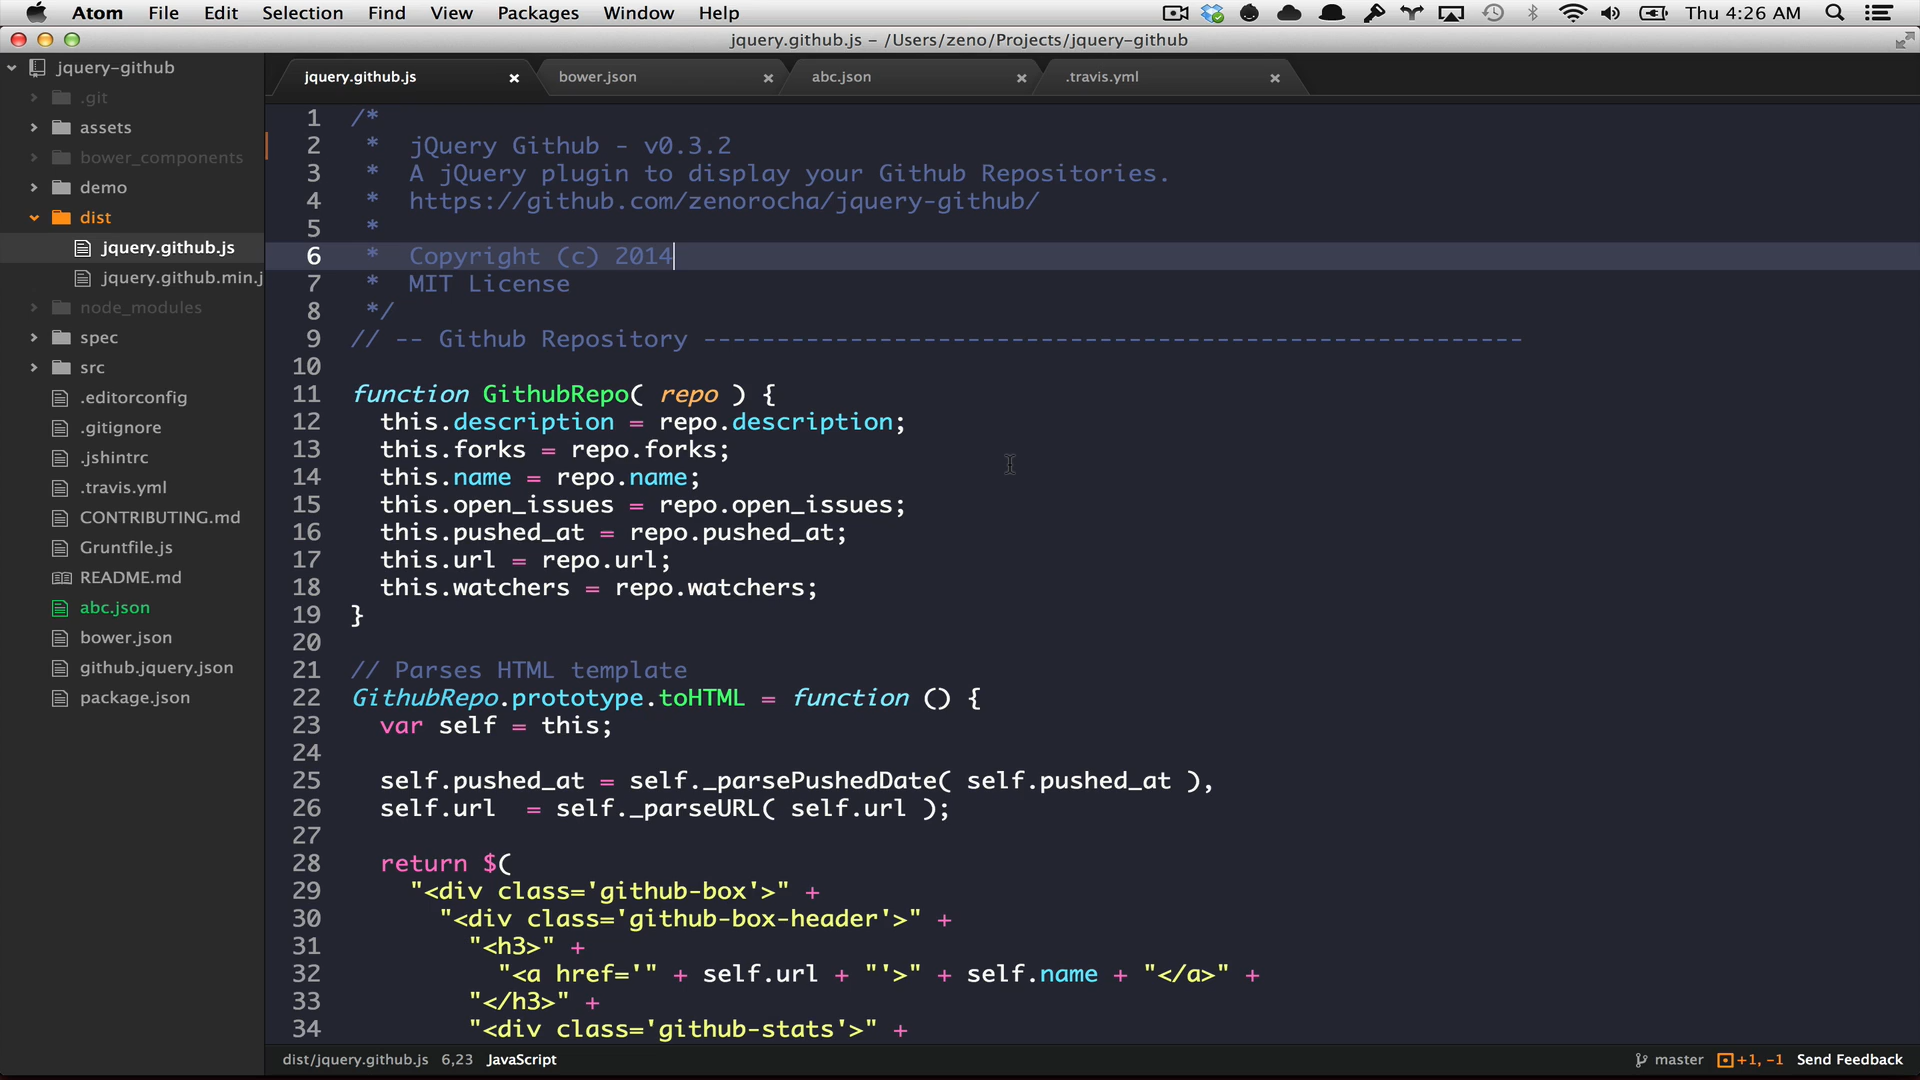 Atom File Edit Selection Find View Packages Window Help Thu 4:26 AM
jquery.github.js – /Users/zeno/Projects/jquery-github
jquery-github
.git
assets
bower_components
demo
dist
jquery.github.js
jquery.github.min.j
node_modules
spec
src
.editorconfig
.gitignore
.jshintrc
.travis.yml
CONTRIBUTING.md
Gruntfile.js
README.md
abc.json
bower.json
github.jquery.json
package.json
jquery.github.js bower.json abc.json .travis.yml
1 /*
2  *  jQuery Github - v0.3.2
3  *  A jQuery plugin to display your Github Repositories.
4  *  https://github.com/zenorocha/jquery-github/
5  *
6  *  Copyright (c) 2014
7  *  MIT License
8  */
9 // -- Github Repository --------------------------------------------------------
10
11 function GithubRepo( repo ) {
12   this.description = repo.description;
13   this.forks = repo.forks;
14   this.name = repo.name;
15   this.open_issues = repo.open_issues;
16   this.pushed_at = repo.pushed_at;
17   this.url = repo.url;
18   this.watchers = repo.watchers;
19 }
20
21 // Parses HTML template
22 GithubRepo.prototype.toHTML = function () {
23   var self = this;
24
25   self.pushed_at = self._parsePushedDate( self.pushed_at ),
26   self.url  = self._parseURL( self.url );
27
28   return $(
29     "<div class='github-box'>" +
30       "<div class='github-box-header'>" +
31         "<h3>" +
32           "<a href='" + self.url + "'>" + self.name + "</a>" +
33         "</h3>" +
34         "<div class='github-stats'>" +
dist/jquery.github.js 6,23 JavaScript master +1, -1 Send Feedback